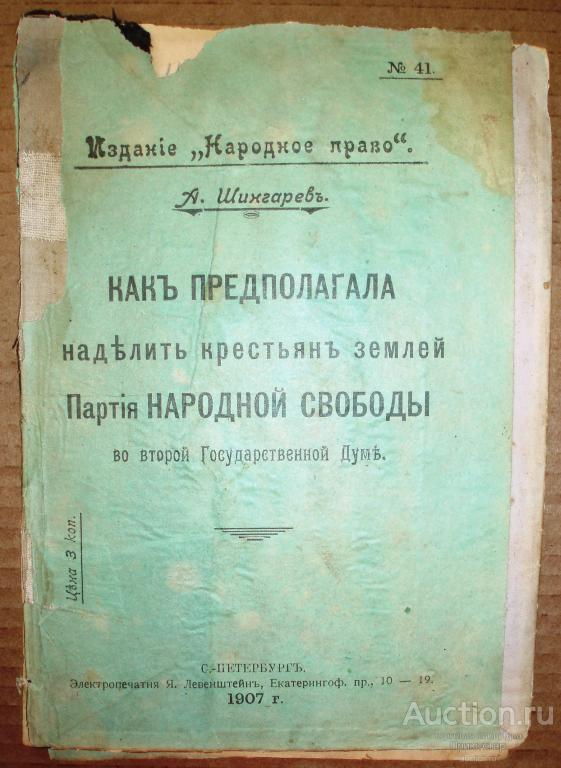 № 41.
Изданіе „Народное право“.
А. Шингаревъ.
КАКЪ ПРЕДПОЛАГАЛА
надѣлить крестьянъ землей
Партія НАРОДНОЙ СВОБОДЫ
во второй Государственной Думѣ.
Цѣна 3 коп.
С.-ПЕТЕРБУРГЪ.
Электропечатня Я. Левенштейнъ, Екатерингоф. пр., 10 — 19.
1907 г.
Auction.ru